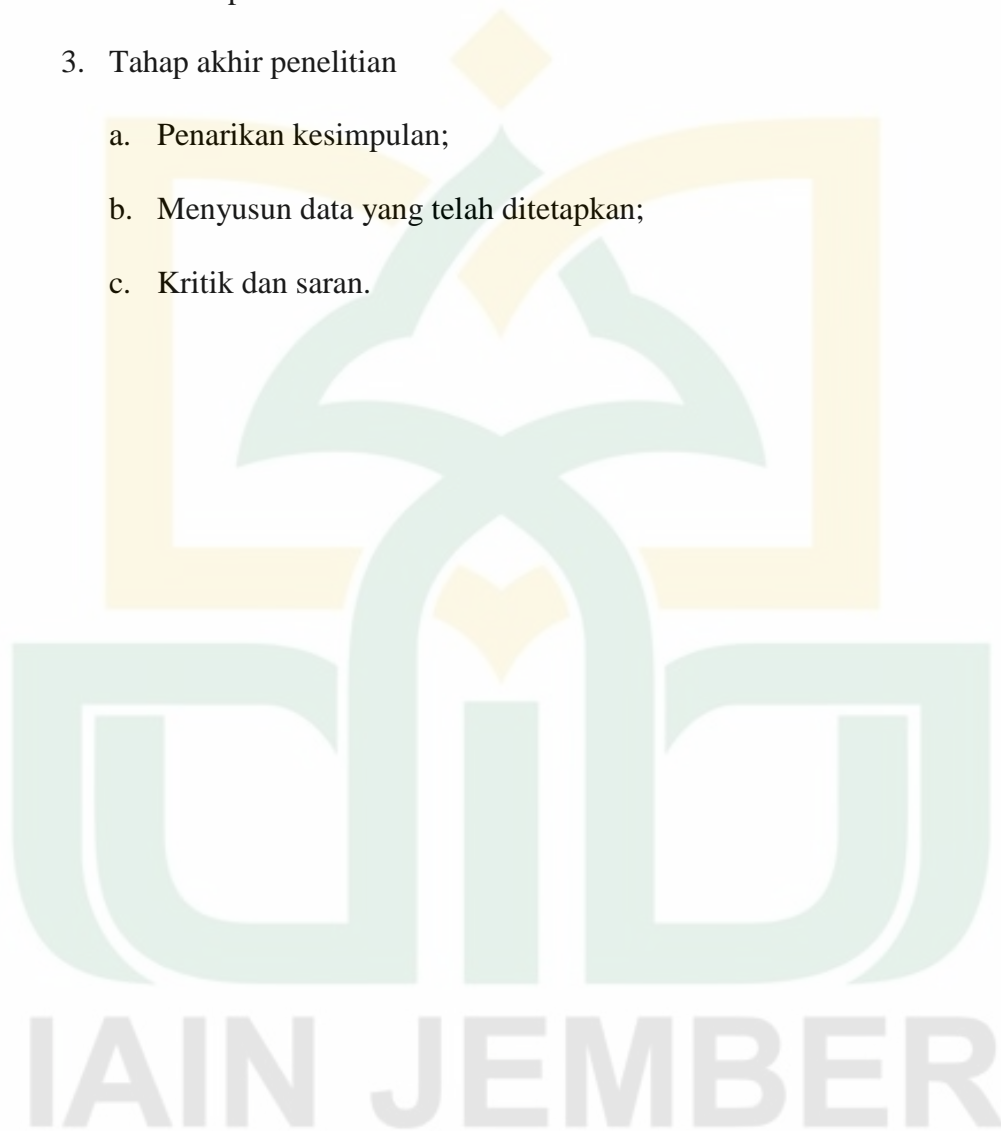 3. Tahap akhir penelitian
a. Penarikan kesimpulan;
b. Menyusun data yang telah ditetapkan;
c. Kritik dan saran.
IAIN JEMBER